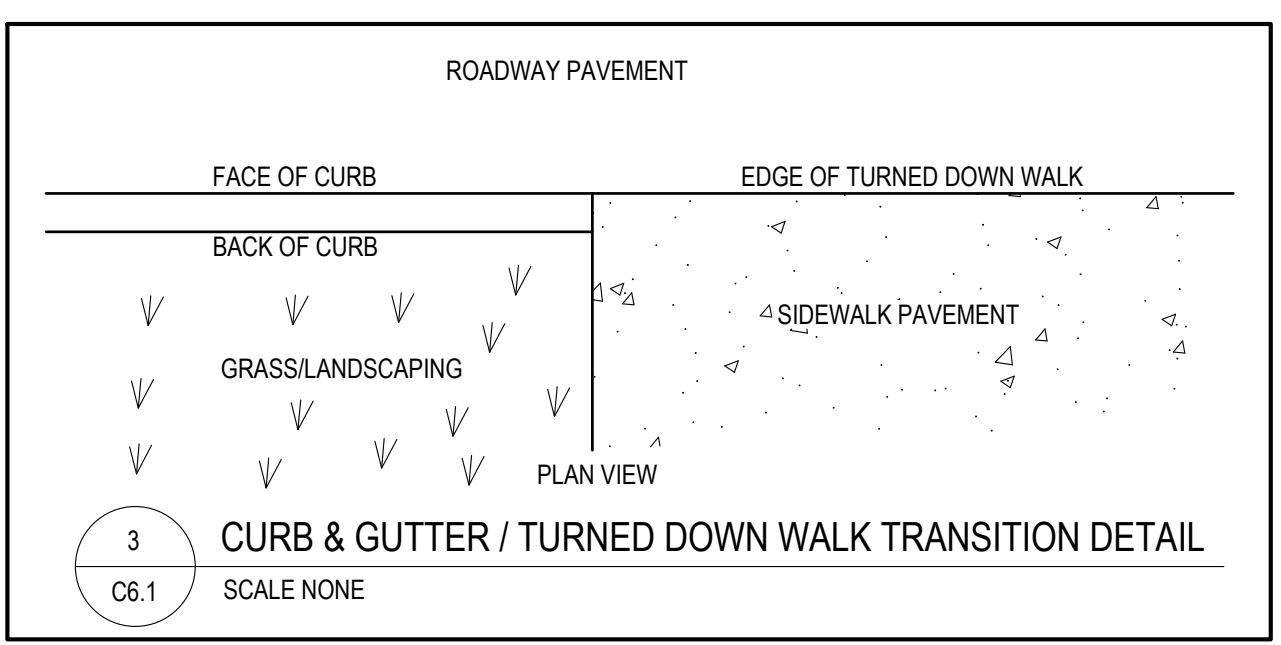 ROADWAY PAVEMENT
FACE OF CURB
EDGE OF TURNED DOWN WALK
BACK OF CURB
SIDEWALK PAVEMENT
GRASS/LANDSCAPING
PLAN VIEW
3
CURB & GUTTER / TURNED DOWN WALK TRANSITION DETAIL
C6.1
SCALE NONE